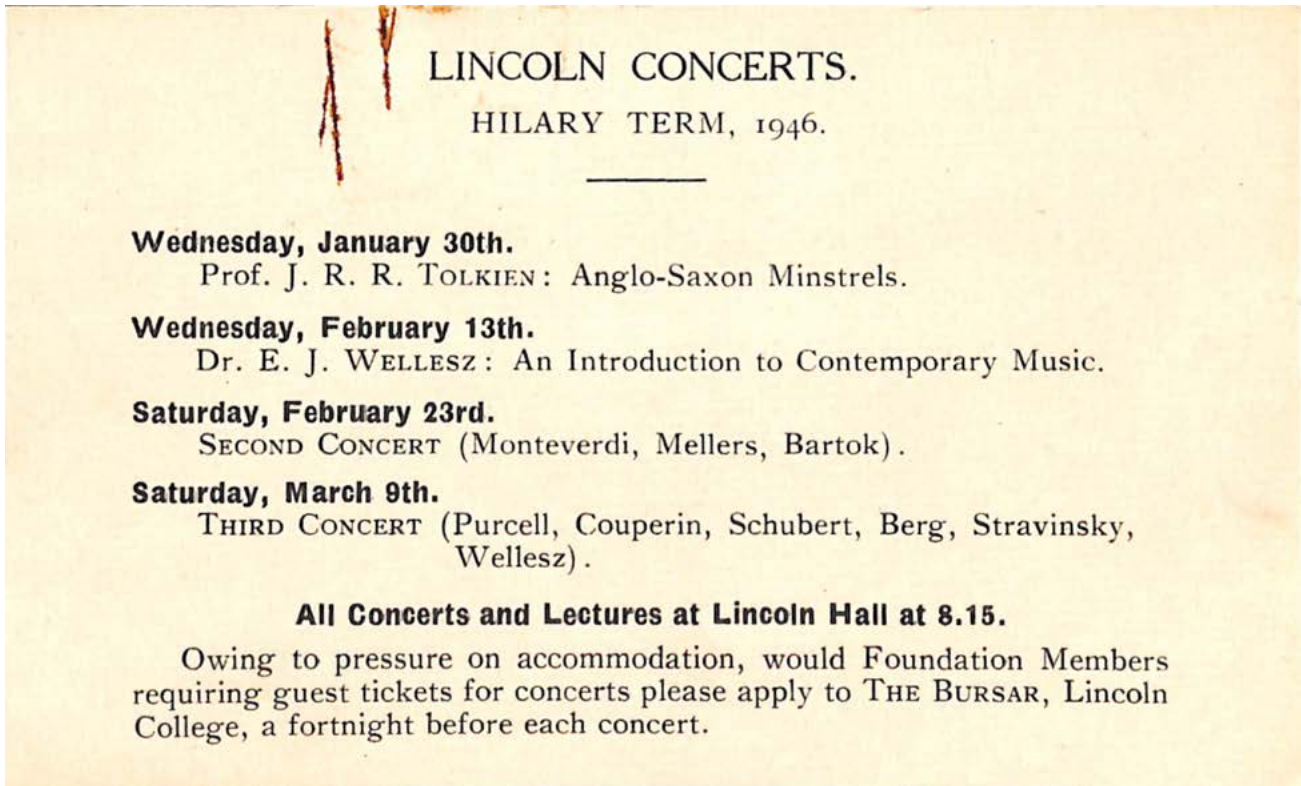 LINCOLN CONCERTS.
HILARY TERM, 1946.
Wednesday, January 30th.
Prof. J. R. R. TOLKIEN: Anglo-Saxon Minstrels.
Wednesday, February 13th.
Dr. E. J. WELLESZ: An Introduction to Contemporary Music.
Saturday, February 23rd.
SECOND CONCERT (Monteverdi, Mellers, Bartok).
Saturday, March 9th.
THIRD CONCERT (Purcell, Couperin, Schubert, Berg, Stravinsky,
Wellesz).
All Concerts and Lectures at Lincoln Hall at 8.15.
Owing to pressure on accommodation, would Foundation Members
requiring guest tickets for concerts please apply to THE BURSAR, Lincoln
College, a fortnight before each concert.